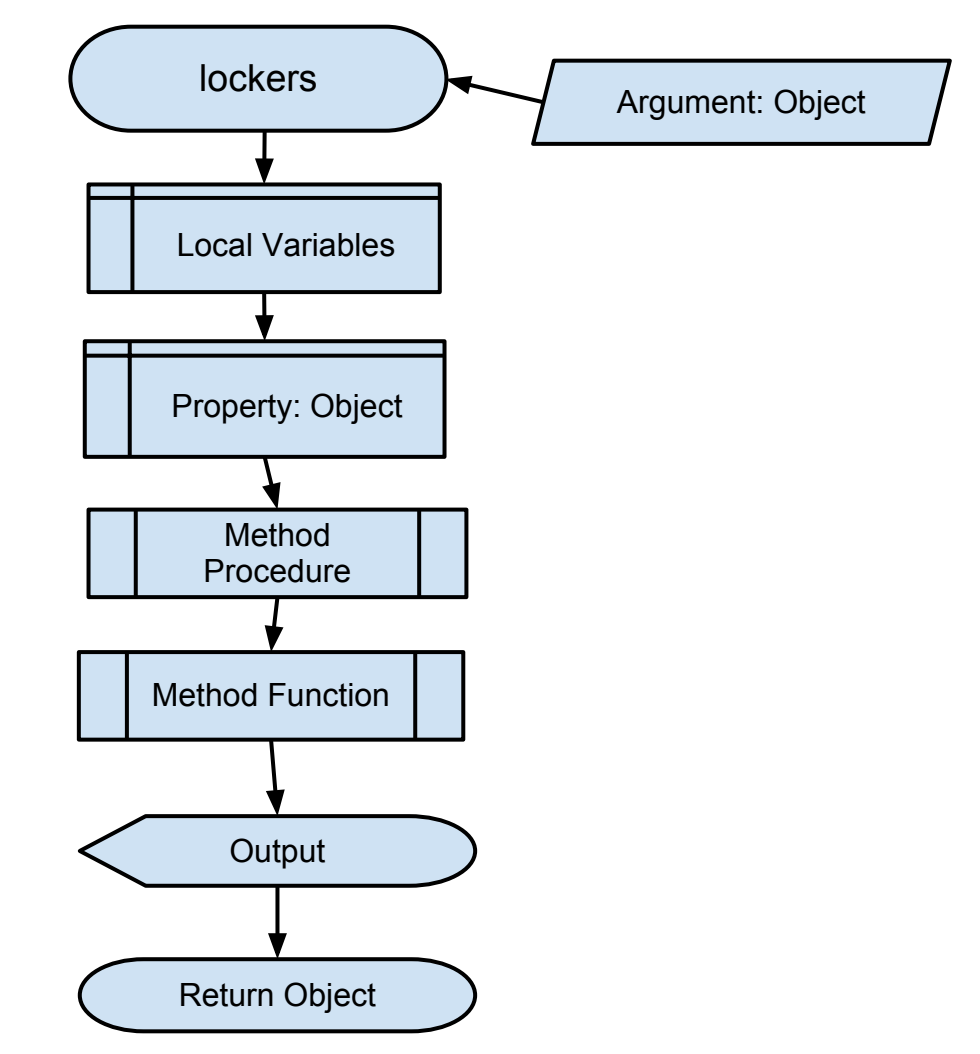 lockers
Argument: Object
Local Variables
Property: Object
Method
Procedure
Method Function
Output
Return Object